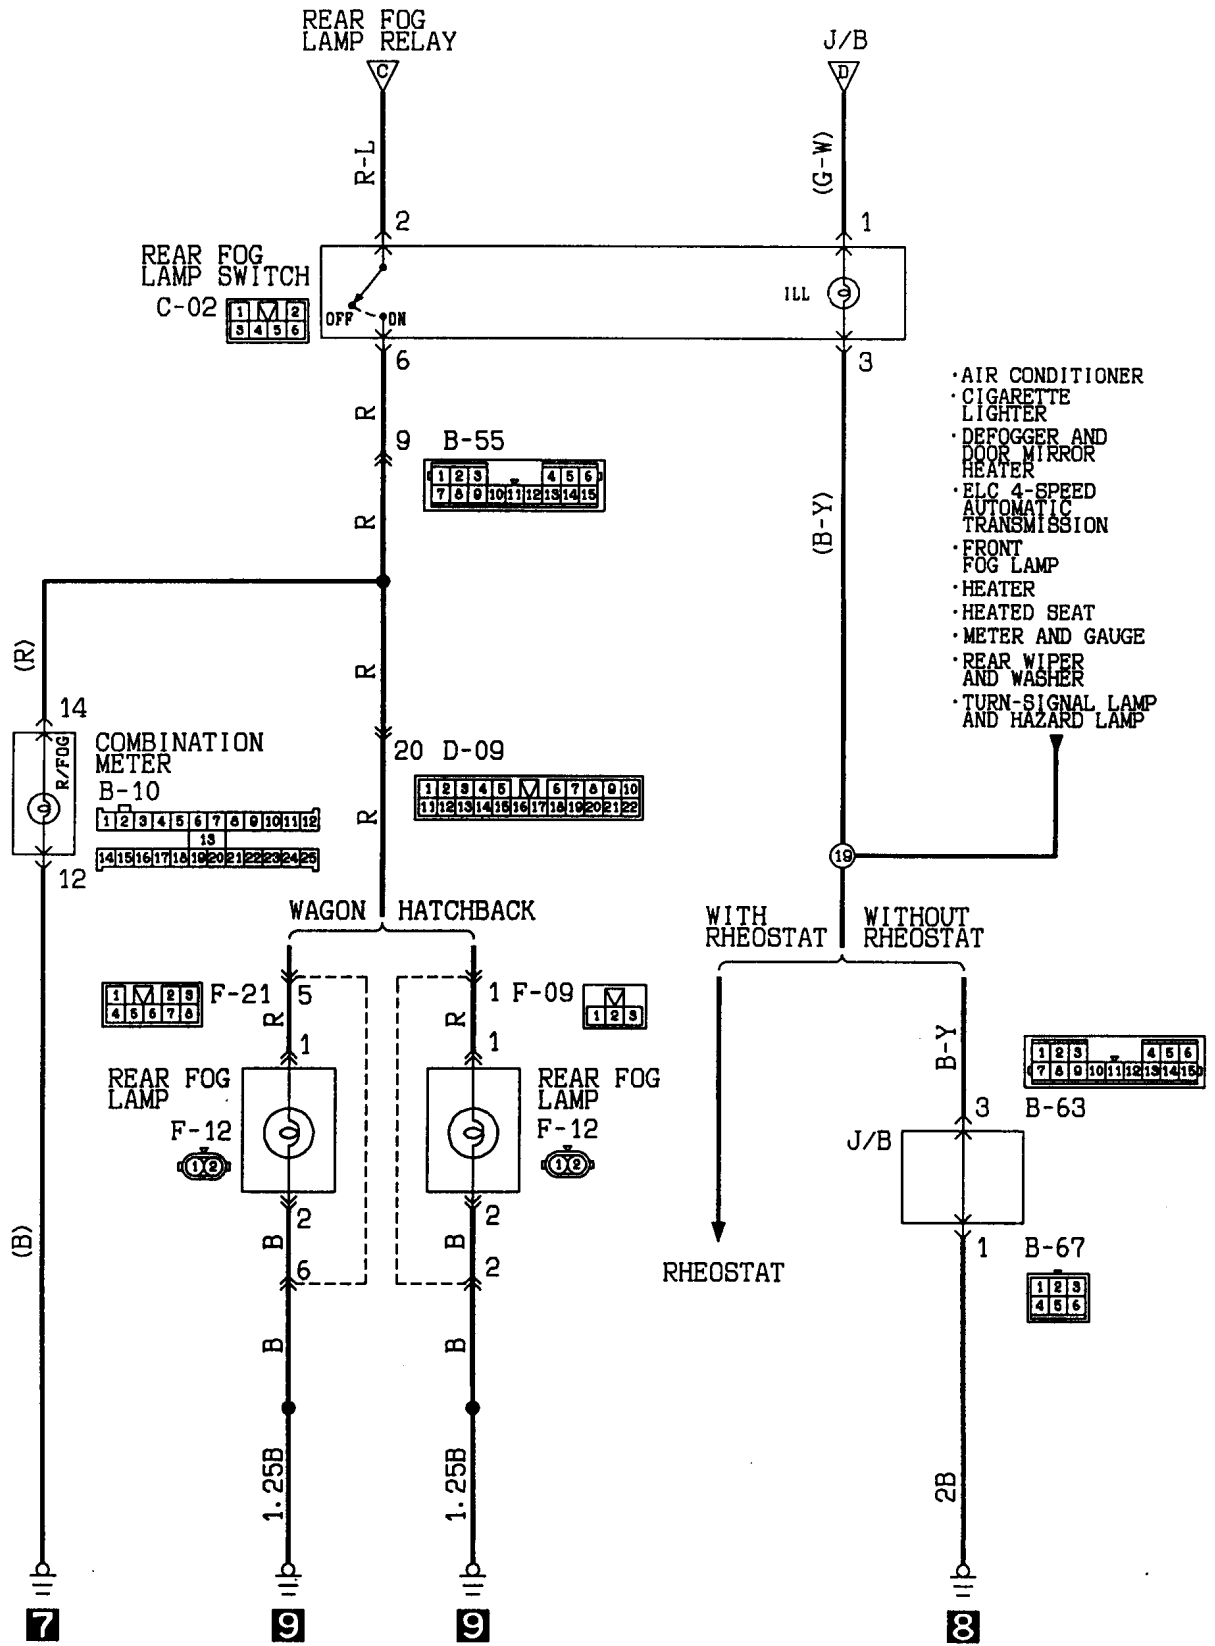 REAR FOG
LAMP RELAY
J/B
C
D
R-L
(G-W)
2
1
REAR FOG
LAMP SWITCH
C-02
1 2
3 4 5 6
OFF
ON
ILL
6
3
R
9
B-55
1 2 3 4 5 6
7 8 9 10 11 12 13 14 15
R
(B-Y)
·AIR CONDITIONER
·CIGARETTE
LIGHTER
·DEFOGGER AND
DOOR MIRROR
HEATER
·ELC 4-SPEED
AUTOMATIC
TRANSMISSION
·FRONT
FOG LAMP
·HEATER
·HEATED SEAT
·METER AND GAUGE
·REAR WIPER
AND WASHER
·TURN-SIGNAL LAMP
AND HAZARD LAMP
(R)
R
14
R/FOG
COMBINATION
METER
B-10
1 2 3 4 5 6 7 8 9 10 11 12
13
14 15 16 17 18 19 20 21 22 23 24 25
12
20 D-09
1 2 3 4 5 6 7 8 9 10
11 12 13 14 15 16 17 18 19 20 21 22
R
19
WAGON
HATCHBACK
WITH
RHEOSTAT
WITHOUT
RHEOSTAT
1 2 3
4 5 6 7 8
F-21
5
1
F-09
1 2 3
R
R
1
1
B-Y
1 2 3 4 5 6
7 8 9 10 11 12 13 14 15
B-63
3
REAR FOG
LAMP
F-12
1 2
REAR FOG
LAMP
F-12
1 2
J/B
2
2
B
B
6
2
(B)
RHEOSTAT
1
B-67
1 2 3
4 5 6
B
B
1.25B
1.25B
2B
7
9
9
8